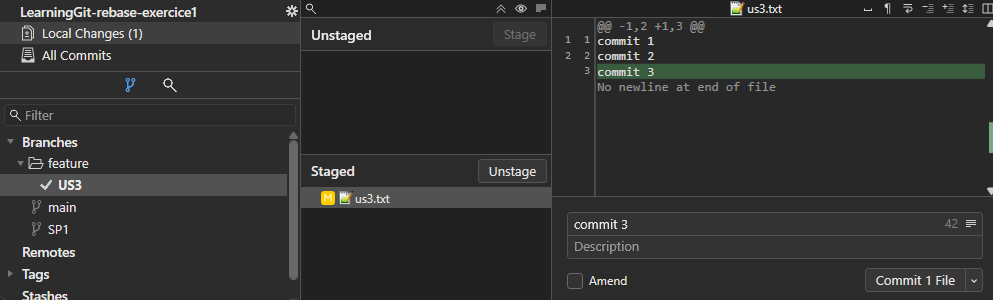 LearningGit-rebase-exercice1
Local Changes (1)
All Commits
Filter
Branches
feature
US3
main
SP1
Remotes
Tags
Stashes
Unstaged
Stage
Staged
Unstage
M us3.txt
us3.txt
@@ -1,2 +1,3 @@
1 1 commit 1
2 2 commit 2
3 commit 3
No newline at end of file
commit 3 42
Description
Amend
Commit 1 File